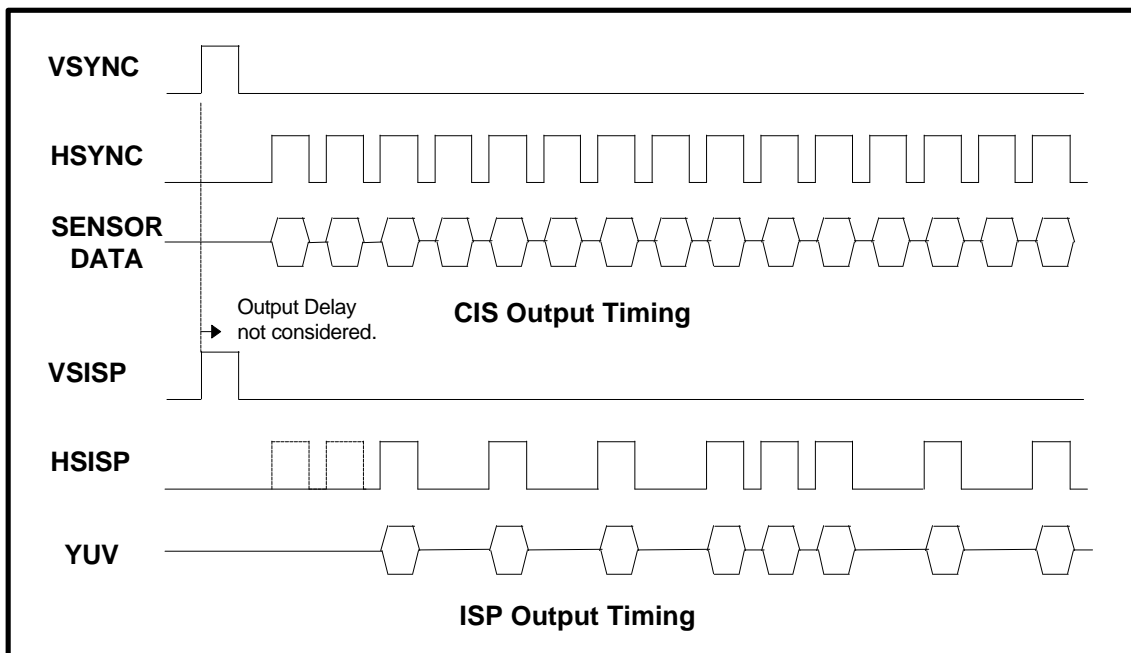 VSYNC
HSYNC
SENSOR
DATA
Output Delay
not considered.
CIS Output Timing
VSISP
HSISP
YUV
ISP Output Timing